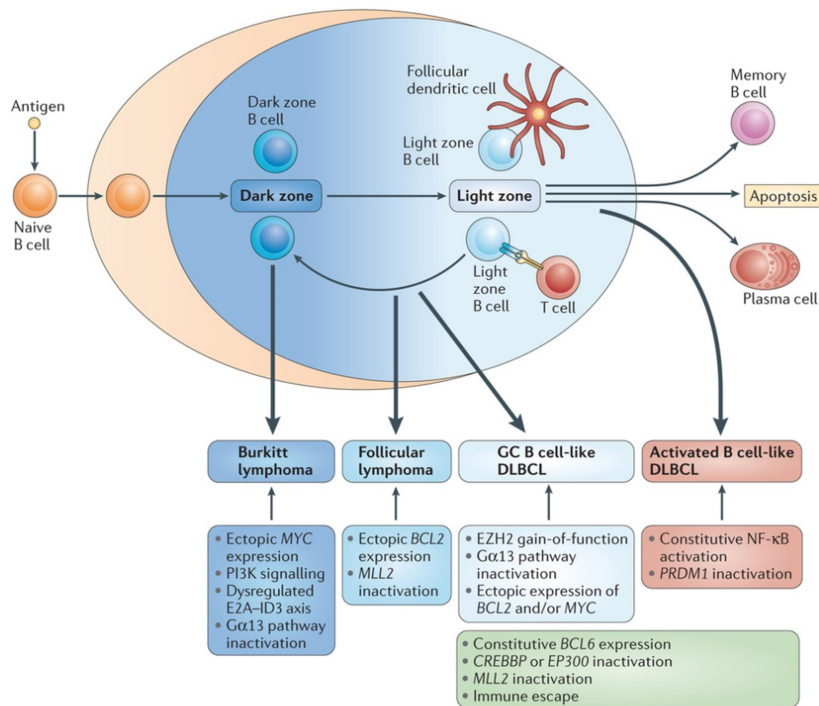 Antigen
Naive
B cell
Dark zone
B cell
Dark zone
Follicular
dendritic cell
Light zone
B cell
Light zone
Light
zone
B cell
T cell
Memory
B cell
Apoptosis
Plasma cell
Burkitt
lymphoma
Follicular
lymphoma
GC B cell-like
DLBCL
Activated B cell-like
DLBCL
• Ectopic MYC
expression
• PI3K signalling
• Dysregulated
E2A–ID3 axis
• Gα13 pathway
inactivation
• Ectopic BCL2
expression
• MLL2
inactivation
• EZH2 gain-of-function
• Gα13 pathway
inactivation
• Ectopic expression of
BCL2 and/or MYC
• Constitutive NF-κB
activation
• PRDM1 inactivation
• Constitutive BCL6 expression
• CREBBP or EP300 inactivation
• MLL2 inactivation
• Immune escape